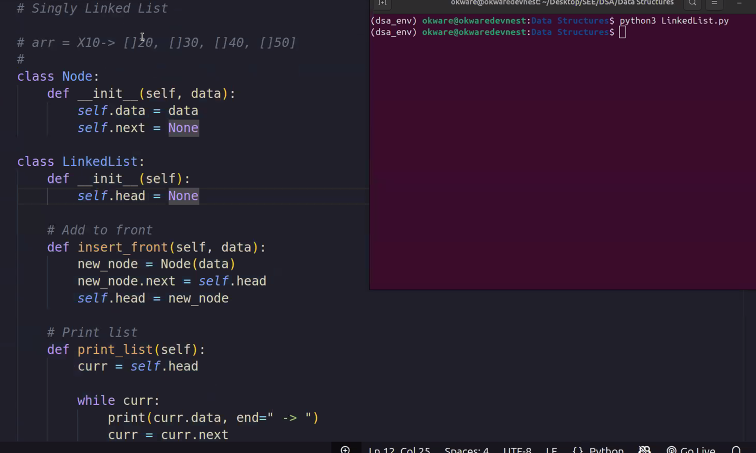 # Singly Linked List
# arr = X10-> []20, []30, []40, []50]
#
class Node:
def __init__(self, data):
self.data = data
self.next = None
class LinkedList:
def __init__(self):
self.head = None
# Add to front
def insert_front(self, data):
new_node = Node(data)
new_node.next = self.head
self.head = new_node
# Print list
def print_list(self):
curr = self.head
while curr:
print(curr.data, end=" -> ")
curr = curr.next
okware@okwaredevnest: ~/Desktop/SEE/DSA/Data Structures
(dsa_env) okware@okwaredevnest:Data Structures$ python3 LinkedList.py
(dsa_env) okware@okwaredevnest:Data Structures$
Ln 12, Col 25 Spaces: 4 UTF-8 LF {} Python Go Live